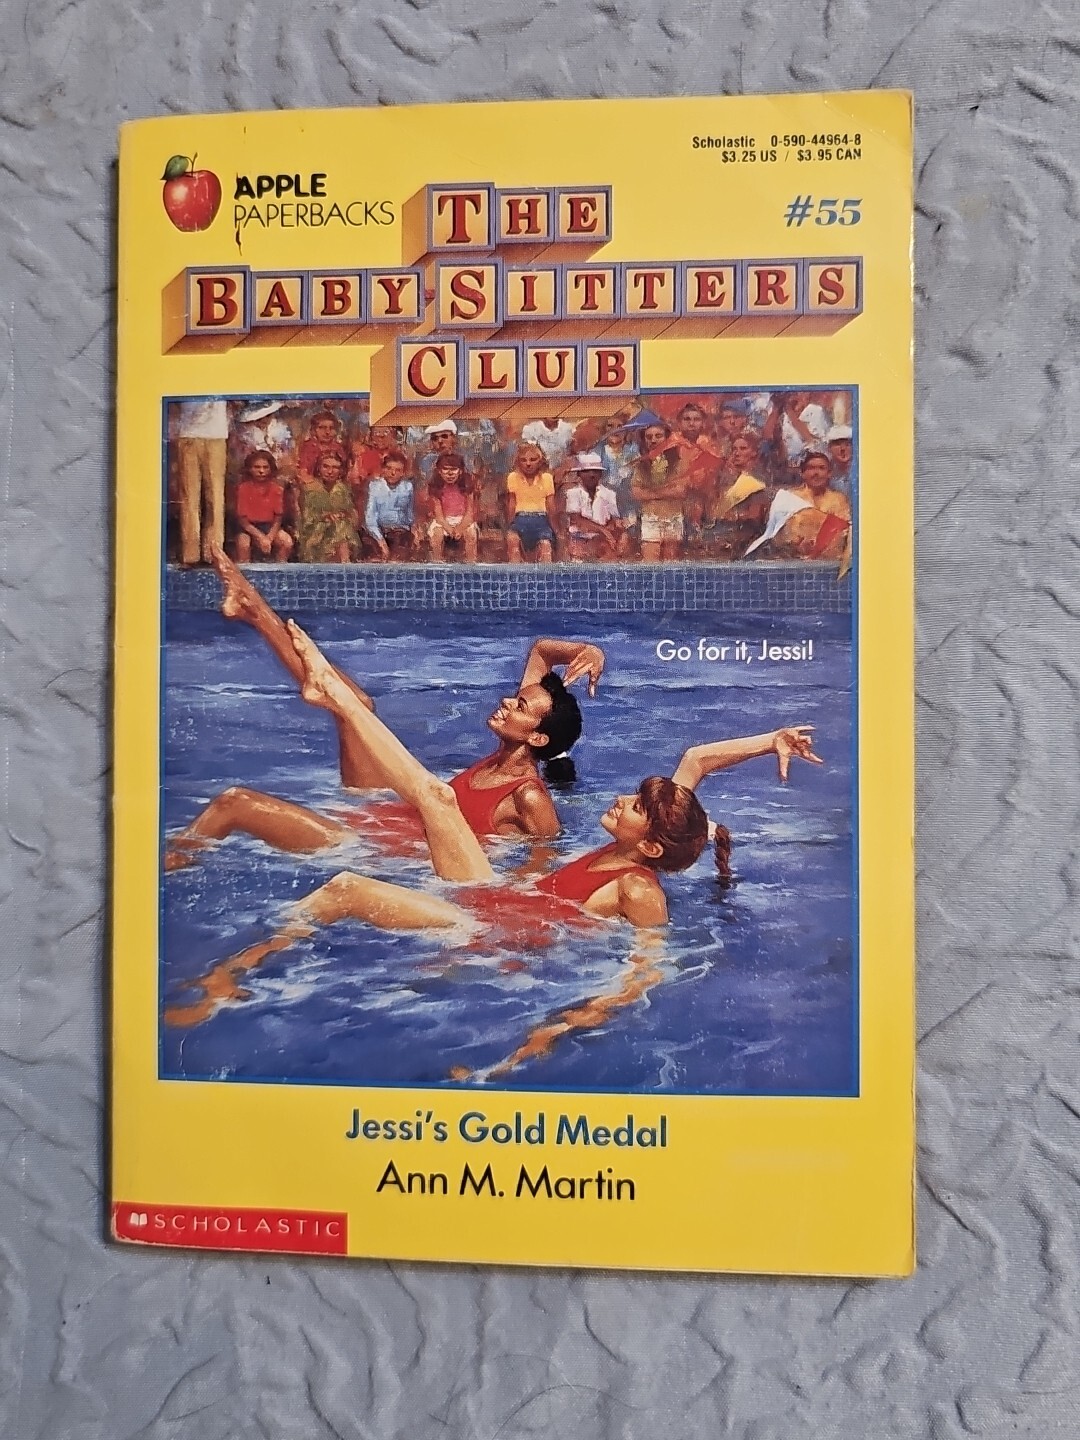 Scholastic 0-590-44964-8
$3.25 US / $3.95 CAN
APPLE
PAPERBACKS
#55
THE
BABY-SITTERS
CLUB
Go for it, Jessi!
Jessi's Gold Medal
Ann M. Martin
SCHOLASTIC